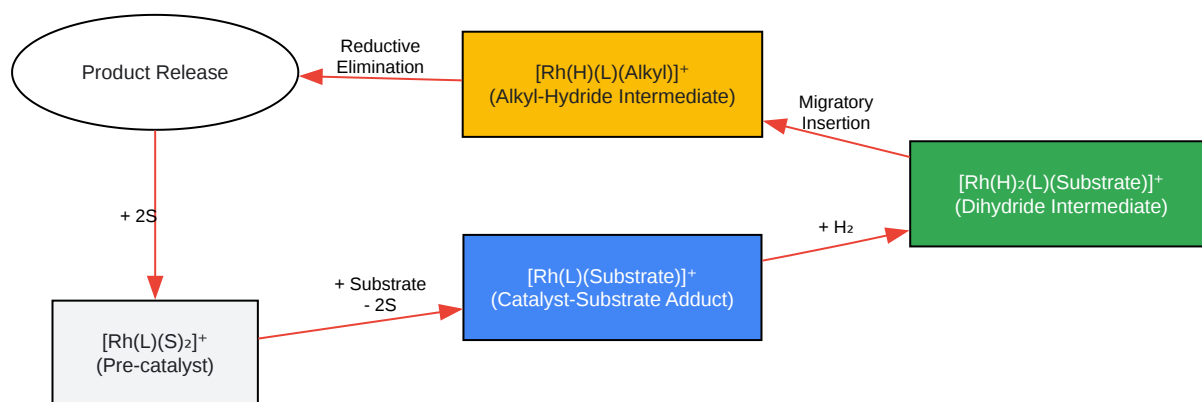 Product Release
Reductive
Elimination
[Rh(H)(L)(Alkyl)]⁺
(Alkyl-Hydride Intermediate)
Migratory
Insertion
[Rh(H)₂(L)(Substrate)]⁺
(Dihydride Intermediate)
+ 2S
+ H₂
+ Substrate
- 2S
[Rh(L)(Substrate)]⁺
(Catalyst-Substrate Adduct)
[Rh(L)(S)₂]⁺
(Pre-catalyst)